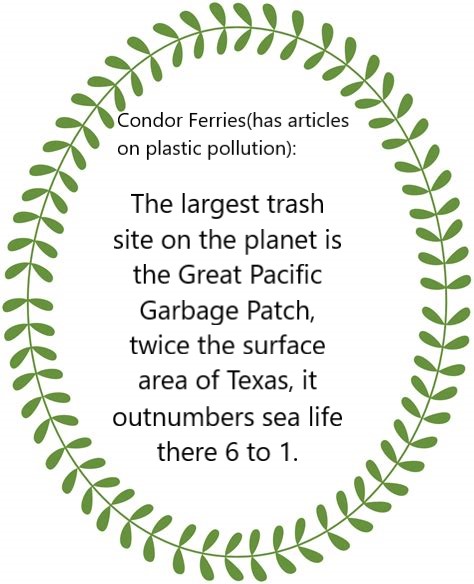 Condor Ferries(has articles
on plastic pollution):
The largest trash
site on the planet is
the Great Pacific
Garbage Patch,
twice the surface
area of Texas, it
outnumbers sea life
there 6 to 1.